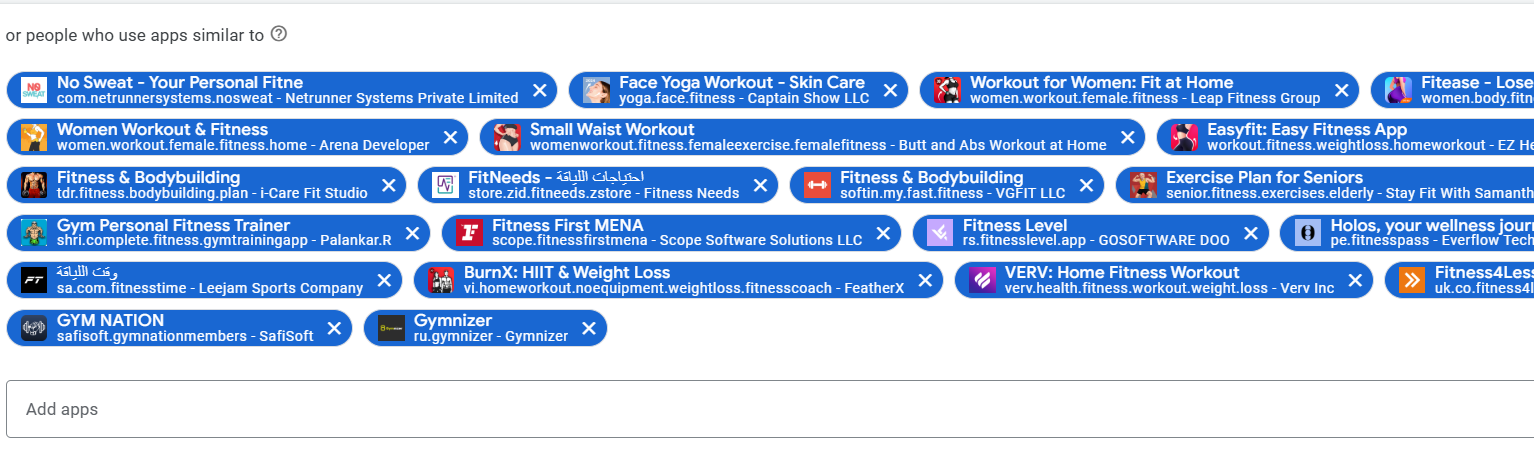 or people who use apps similar to
No Sweat - Your Personal Fitne
com.netrunnersystems.nosweat - Netrunner Systems Private Limited
Face Yoga Workout - Skin Care
yoga.face.fitness - Captain Show LLC
Workout for Women: Fit at Home
women.workout.female.fitness - Leap Fitness Group
Fitease - Lose
women.body.fitn
Women Workout & Fitness
women.workout.female.fitness.home - Arena Developer
Small Waist Workout
womenworkout.fitness.femaleexercise.femalefitness - Butt and Abs Workout at Home
Easyfit: Easy Fitness App
workout.fitness.weightloss.homeworkout - EZ He
Fitness & Bodybuilding
tdr.fitness.bodybuilding.plan - i-Care Fit Studio
FitNeeds - احتياجات اللياقة
store.zid.fitneeds.zstore - Fitness Needs
Fitness & Bodybuilding
softin.my.fast.fitness - VGFIT LLC
Exercise Plan for Seniors
senior.fitness.exercises.elderly - Stay Fit With Samanth
Gym Personal Fitness Trainer
shri.complete.fitness.gymtrainingapp - Palankar.R
Fitness First MENA
scope.fitnessfirstmena - Scope Software Solutions LLC
Fitness Level
rs.fitnesslevel.app - GOSOFTWARE DOO
Holos, your wellness jour
pe.fitnesspass - Everflow Tech
وقت اللياقة
sa.com.fitnesstime - Leejam Sports Company
BurnX: HIIT & Weight Loss
vi.homeworkout.noequipment.weightloss.fitnesscoach - FeatherX
VERV: Home Fitness Workout
verv.health.fitness.workout.weight.loss - Verv Inc
Fitness4Less
uk.co.fitness4l
GYM NATION
safisoft.gymnationmembers - SafiSoft
Gymnizer
ru.gymnizer - Gymnizer
Add apps